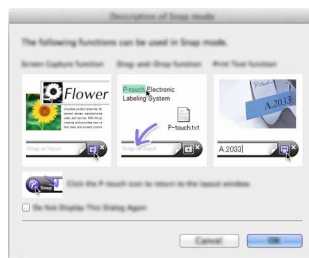 Description of Snap mode
The following functions can be used in Snap mode.
Screen Capture function
Drag-and-Drop function
Print Text function
Flower
P-touch Electronic
Labeling System
P-touch.txt
A.2033
A.2033
Snap
Click the P-touch icon to return to the layout window.
Do Not Display This Dialog Again
Cancel
OK